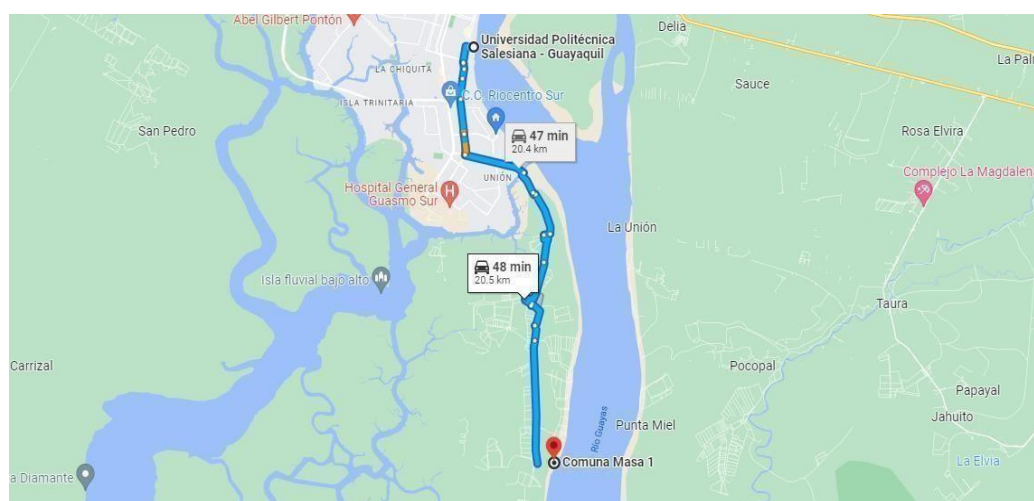 Abel Gilbert Pontón
Universidad Politécnica
Salesiana - Guayaquil
Delia
La Pal
LA CHIQUITA
C.C. Riocentro Sur
Sauce
ISLA TRINITARIA
San Pedro
47 min
20.4 km
Rosa Elvira
Complejo La Magdalena
UNIÓN
Hospital General
Guasmo Sur
H
La Unión
48 min
20.5 km
Isla fluvial bajo alto
Taura
Carrizal
Pocopal
Papayal
Jahuito
Punta Miel
Río Guayas
Comuna Masa 1
La Elvia
a Diamante